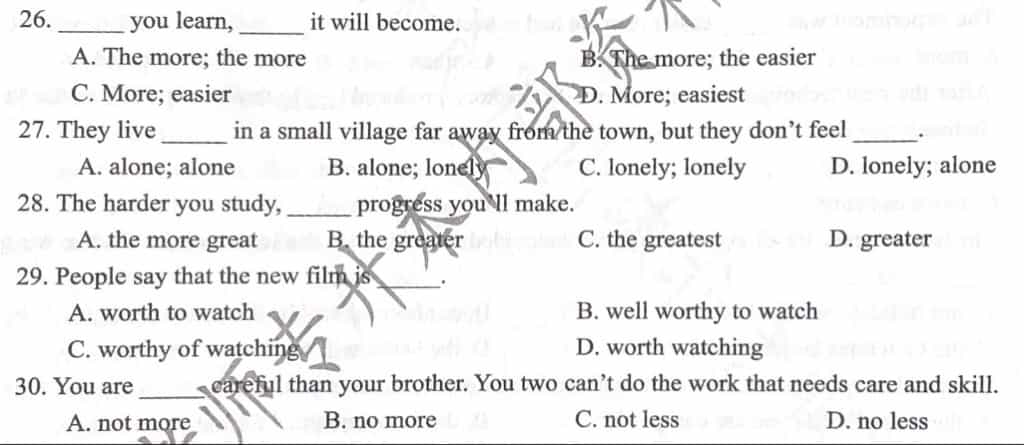 26. ______ you learn, ______ it will become.
A. The more; the more B. The more; the easier
C. More; easier D. More; easiest
27. They live ______ in a small village far away from the town, but they don't feel ______.
A. alone; alone B. alone; lonely C. lonely; lonely D. lonely; alone
28. The harder you study, ______ progress you'll make.
A. the more great B. the greater C. the greatest D. greater
29. People say that the new film is ______.
A. worth to watch B. well worthy to watch
C. worthy of watching D. worth watching
30. You are ______ careful than your brother. You two can't do the work that needs care and skill.
A. not more B. no more C. not less D. no less